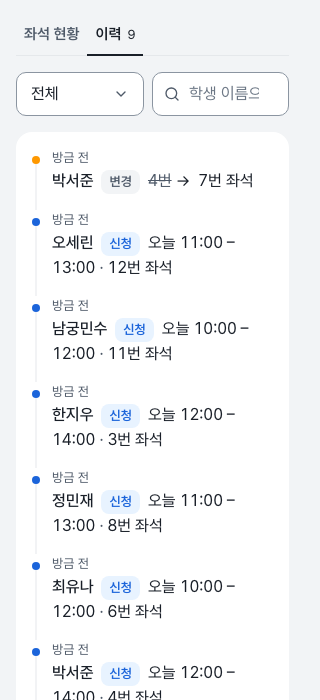 좌석 현황 이력 9
전체 학생 이름으
방금 전
박서준 변경 4번 → 7번 좌석
방금 전
오세린 신청 오늘 11:00 –
13:00 · 12번 좌석
방금 전
남궁민수 신청 오늘 10:00 –
12:00 · 11번 좌석
방금 전
한지우 신청 오늘 12:00 –
14:00 · 3번 좌석
방금 전
정민재 신청 오늘 11:00 –
13:00 · 8번 좌석
방금 전
최유나 신청 오늘 10:00 –
12:00 · 6번 좌석
방금 전
박서준 신청 오늘 12:00 –
14:00 · 4번 좌석